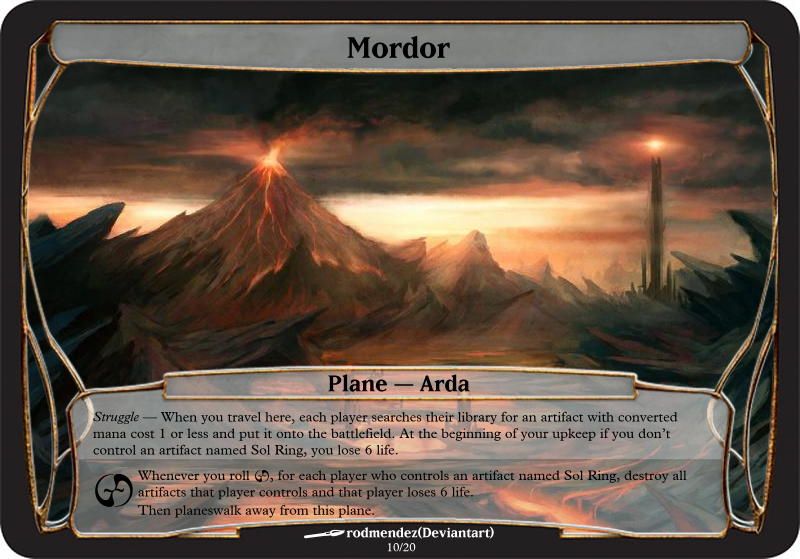 Mordor
Plane — Arda
Struggle — When you travel here, each player searches their library for an artifact with converted
mana cost 1 or less and put it onto the battlefield. At the beginning of your upkeep if you don't
control an artifact named Sol Ring, you lose 6 life.
Whenever you roll , for each player who controls an artifact named Sol Ring, destroy all
artifacts that player controls and that player loses 6 life.
Then planeswalk away from this plane.
rodmendez(Deviantart)
10/20